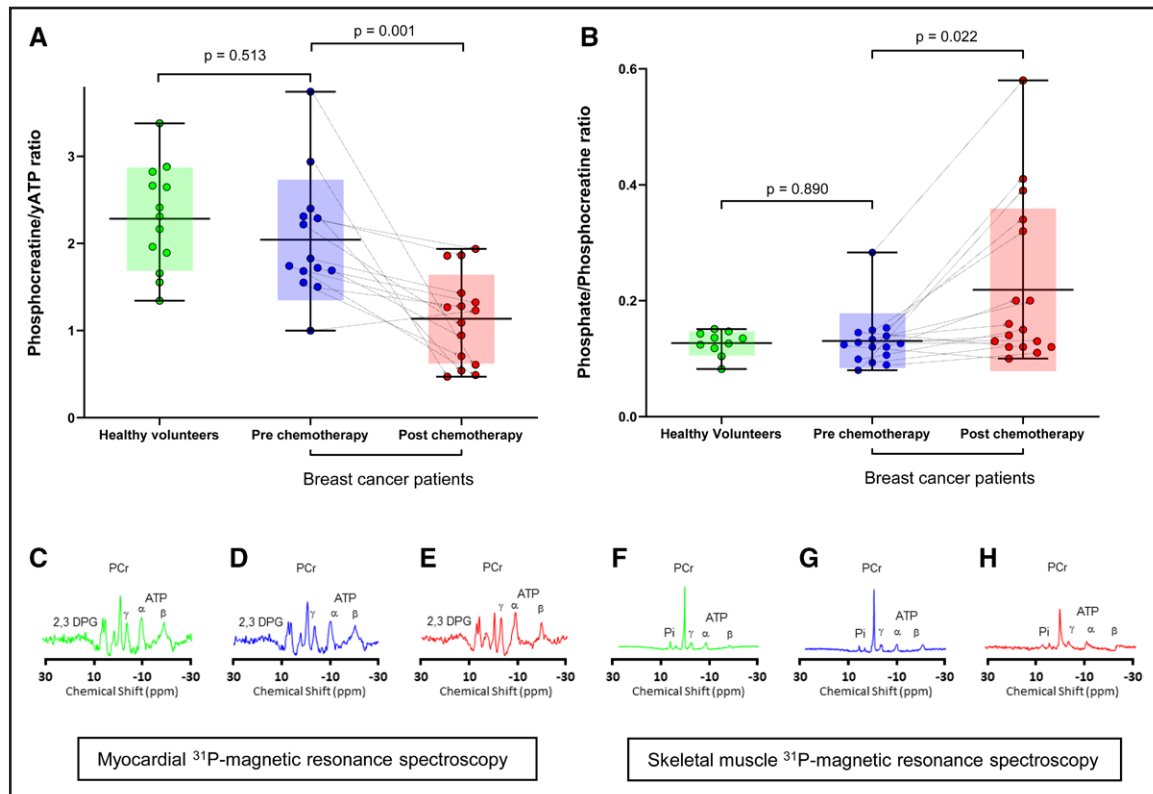 A
p = 0.001
p = 0.513
Phosphocreatine/γATP ratio
3
2
1
0
Healthy volunteers
Pre chemotherapy
Post chemotherapy
Breast cancer patients
B
p = 0.022
p = 0.890
Phosphate/Phosphocreatine ratio
0.6
0.4
0.2
0.0
Healthy Volunteers
Pre chemotherapy
Post chemotherapy
Breast cancer patients
C
PCr
ATP
2,3 DPG
γ
α
β
30 10 -10 -30
Chemical Shift (ppm)
D
PCr
ATP
2,3 DPG
γ
α
β
30 10 -10 -30
Chemical Shift (ppm)
E
PCr
ATP
2,3 DPG
γ
α
β
30 10 -10 -30
Chemical Shift (ppm)
F
PCr
ATP
Pi
γ
α
β
30 10 -10 -30
Chemical Shift (ppm)
G
PCr
ATP
Pi
γ
α
β
30 10 -10 -30
Chemical Shift (ppm)
H
PCr
ATP
Pi
γ
α
β
30 10 -10 -30
Chemical Shift (ppm)
Myocardial ³¹P-magnetic resonance spectroscopy
Skeletal muscle ³¹P-magnetic resonance spectroscopy